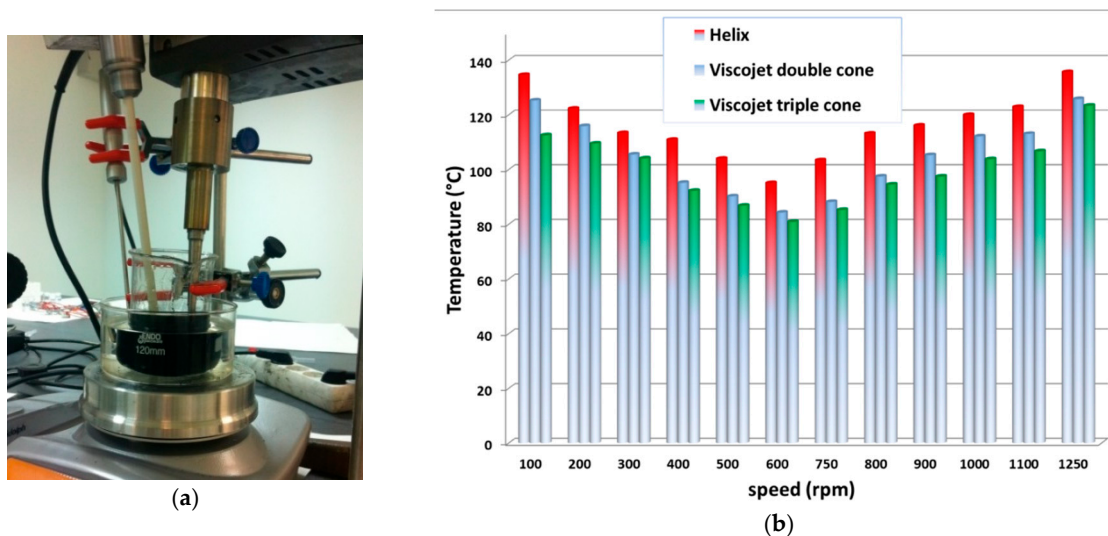 ENDO
120mm
(a)
Helix
Viscojet double cone
Viscojet triple cone
Temperature (°C)
140
120
100
80
60
40
20
0
100 200 300 400 500 600 750 800 900 1000 1100 1250
speed (rpm)
(b)